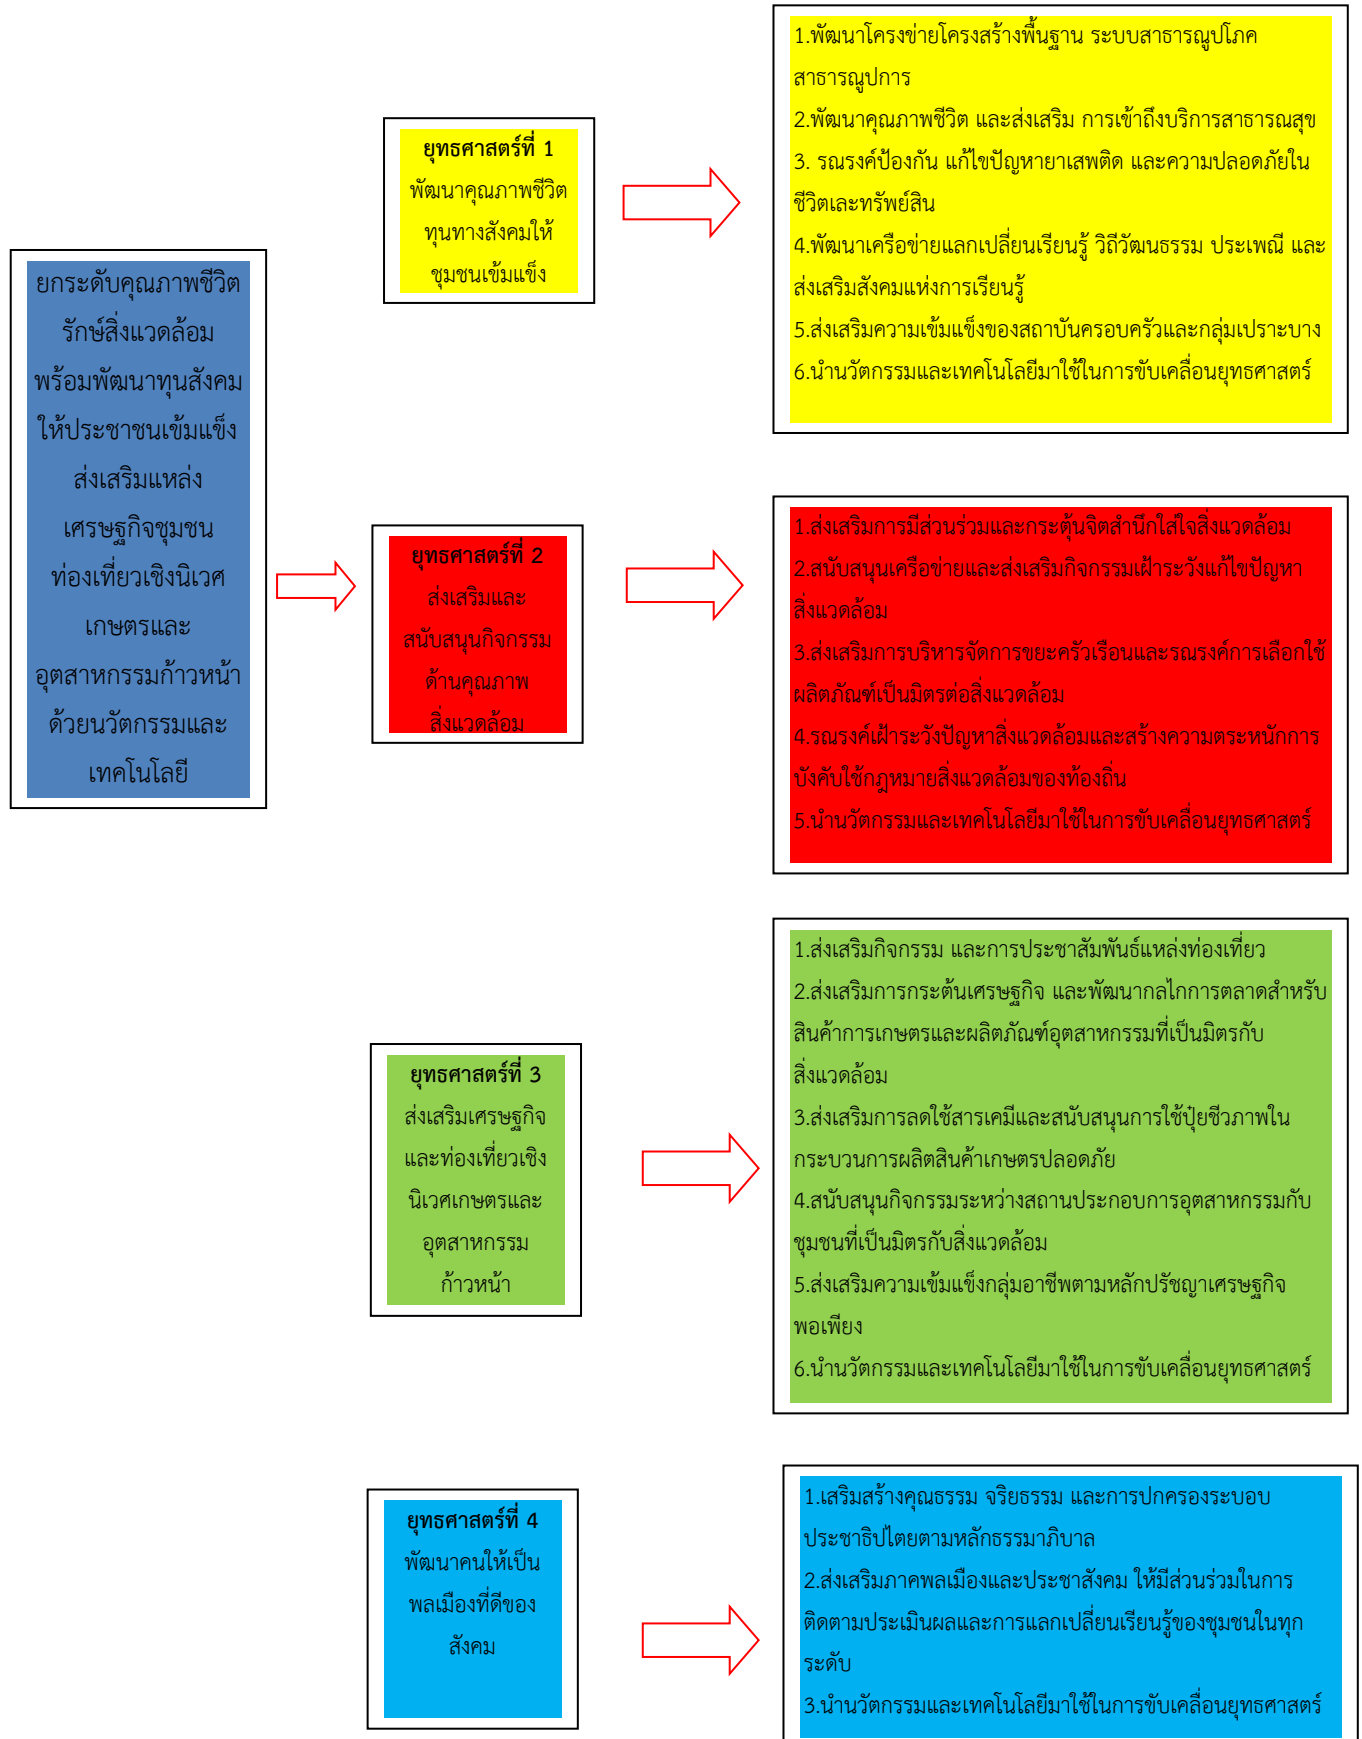 ยกระดับคุณภาพชีวิต
รักษ์สิ่งแวดล้อม
พร้อมพัฒนาทุนสังคม
ให้ประชาชนเข้มแข็ง
ส่งเสริมแหล่ง
เศรษฐกิจชุมชน
ท่องเที่ยวเชิงนิเวศ
เกษตรและ
อุตสาหกรรมก้าวหน้า
ด้วยนวัตกรรมและ
เทคโนโลยี
ยุทธศาสตร์ที่ 1
พัฒนาคุณภาพชีวิต
ทุนทางสังคมให้
ชุมชนเข้มแข็ง
1.พัฒนาโครงข่ายโครงสร้างพื้นฐาน ระบบสาธารณูปโภค
สาธารณูปการ
2.พัฒนาคุณภาพชีวิต และส่งเสริม การเข้าถึงบริการสาธารณสุข
3. รณรงค์ป้องกัน แก้ไขปัญหายาเสพติด และความปลอดภัยใน
ชีวิตเละทรัพย์สิน
4.พัฒนาเครือข่ายแลกเปลี่ยนเรียนรู้ วิถีวัฒนธรรม ประเพณี และ
ส่งเสริมสังคมแห่งการเรียนรู้
5.ส่งเสริมความเข้มแข็งของสถาบันครอบครัวและกลุ่มเปราะบาง
6.นำนวัตกรรมและเทคโนโลยีมาใช้ในการขับเคลื่อนยุทธศาสตร์
ยุทธศาสตร์ที่ 2
ส่งเสริมและ
สนับสนุนกิจกรรม
ด้านคุณภาพ
สิ่งแวดล้อม
1.ส่งเสริมการมีส่วนร่วมและกระตุ้นจิตสำนึกใส่ใจสิ่งแวดล้อม
2.สนับสนุนเครือข่ายและส่งเสริมกิจกรรมเฝ้าระวังแก้ไขปัญหา
สิ่งแวดล้อม
3.ส่งเสริมการบริหารจัดการขยะครัวเรือนและรณรงค์การเลือกใช้
ผลิตภัณฑ์เป็นมิตรต่อสิ่งแวดล้อม
4.รณรงค์เฝ้าระวังปัญหาสิ่งแวดล้อมและสร้างความตระหนักการ
บังคับใช้กฎหมายสิ่งแวดล้อมของท้องถิ่น
5.นำนวัตกรรมและเทคโนโลยีมาใช้ในการขับเคลื่อนยุทธศาสตร์
ยุทธศาสตร์ที่ 3
ส่งเสริมเศรษฐกิจ
และท่องเที่ยวเชิง
นิเวศเกษตรและ
อุตสาหกรรม
ก้าวหน้า
1.ส่งเสริมกิจกรรม และการประชาสัมพันธ์แหล่งท่องเที่ยว
2.ส่งเสริมการกระต้นเศรษฐกิจ และพัฒนากลไกการตลาดสำหรับ
สินค้าการเกษตรและผลิตภัณฑ์อุตสาหกรรมที่เป็นมิตรกับ
สิ่งแวดล้อม
3.ส่งเสริมการลดใช้สารเคมีและสนับสนุนการใช้ปุ๋ยชีวภาพใน
กระบวนการผลิตสินค้าเกษตรปลอดภัย
4.สนับสนุนกิจกรรมระหว่างสถานประกอบการอุตสาหกรรมกับ
ชุมชนที่เป็นมิตรกับสิ่งแวดล้อม
5.ส่งเสริมความเข้มแข็งกลุ่มอาชีพตามหลักปรัชญาเศรษฐกิจ
พอเพียง
6.นำนวัตกรรมและเทคโนโลยีมาใช้ในการขับเคลื่อนยุทธศาสตร์
ยุทธศาสตร์ที่ 4
พัฒนาคนให้เป็น
พลเมืองที่ดีของ
สังคม
1.เสริมสร้างคุณธรรม จริยธรรม และการปกครองระบอบ
ประชาธิปไตยตามหลักธรรมาภิบาล
2.ส่งเสริมภาคพลเมืองและประชาสังคม ให้มีส่วนร่วมในการ
ติดตามประเมินผลและการแลกเปลี่ยนเรียนรู้ของชุมชนในทุก
ระดับ
3.นำนวัตกรรมและเทคโนโลยีมาใช้ในการขับเคลื่อนยุทธศาสตร์